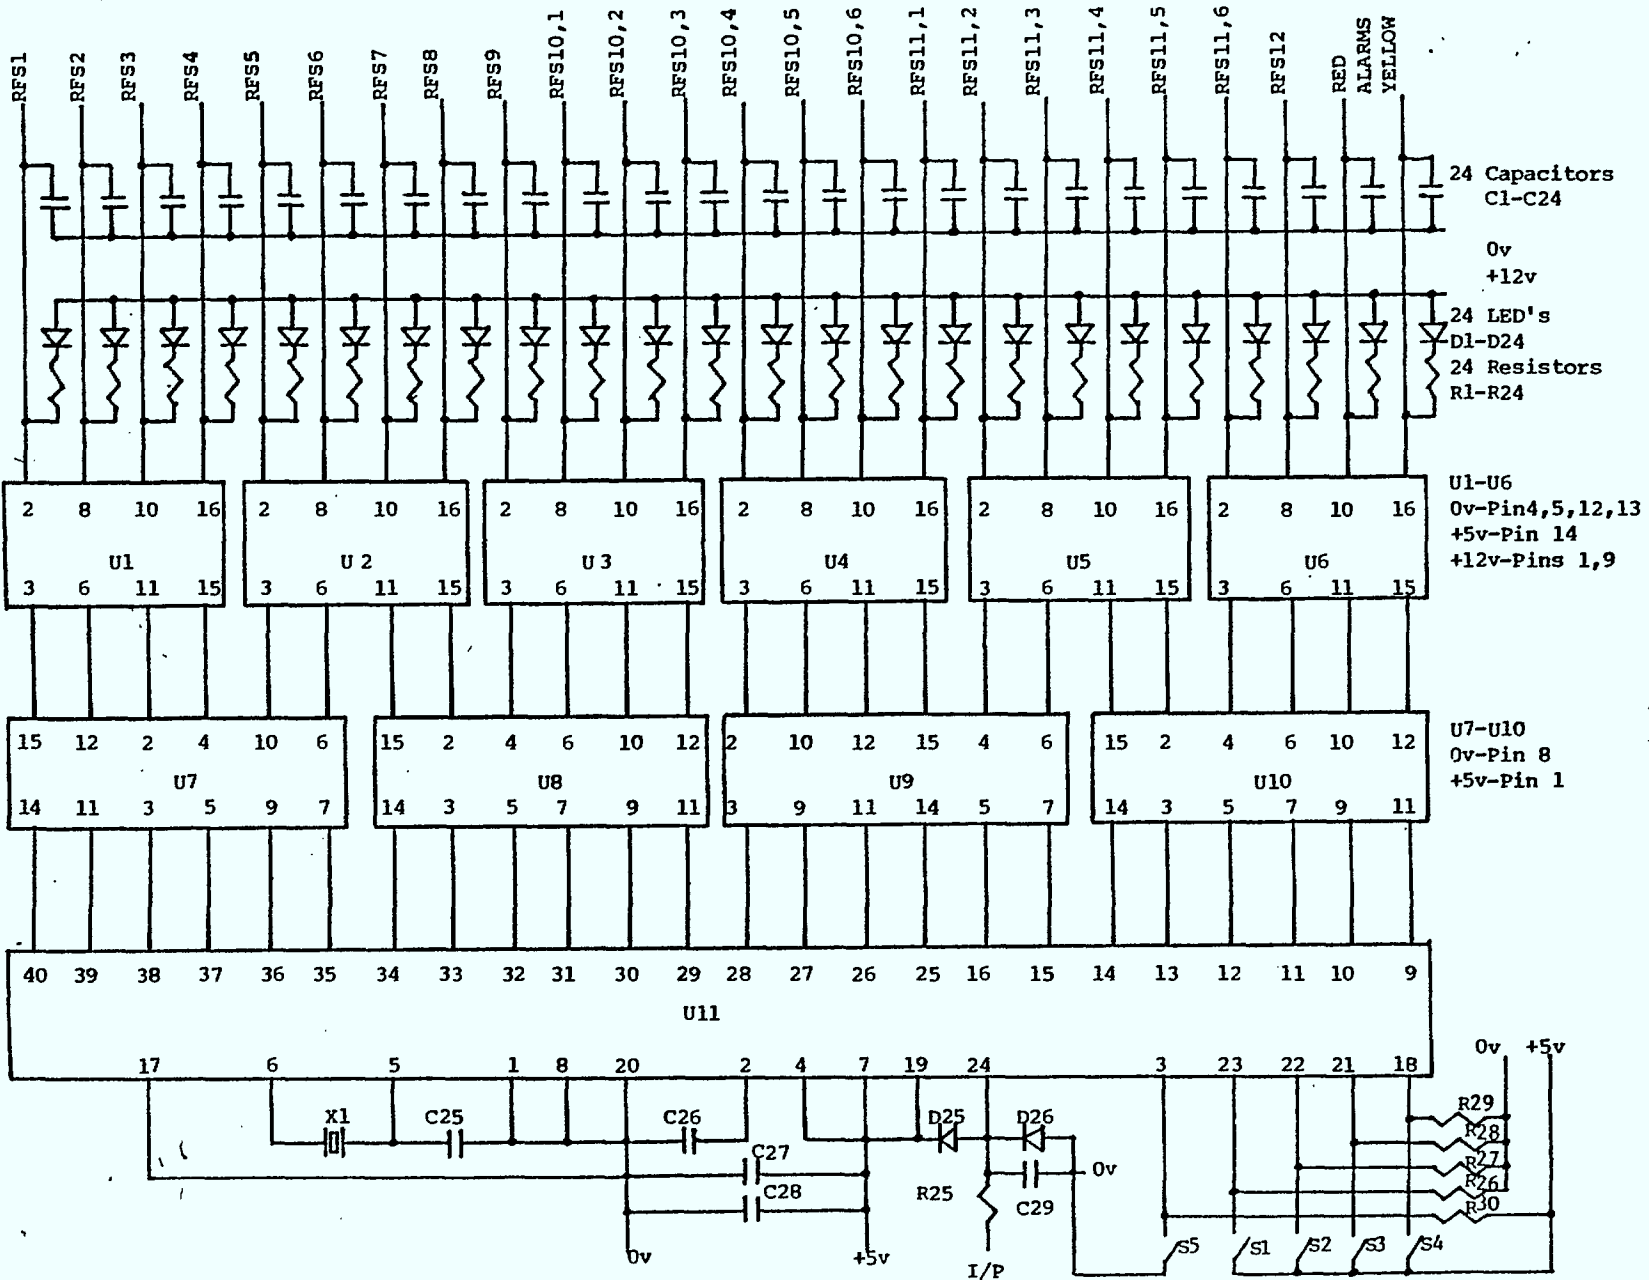 RFS1 RFS2 RFS3 RFS4 RFS5 RFS6 RFS7 RFS8 RFS9 RFS10,1 RFS10,2 RFS10,3 RFS10,4 RFS10,5 RFS10,6 RFS11,1 RFS11,2 RFS11,3 RFS11,4 RFS11,5 RFS11,6 RFS12 RED ALARMS YELLOW
24 Capacitors
C1-C24
0v
+12v
24 LED's
D1-D24
24 Resistors
R1-R24
U1-U6
0v-Pin4,5,12,13
+5v-Pin 14
+12v-Pins 1,9
2 8 10 16 2 8 10 16 2 8 10 16 2 8 10 16 2 8 10 16 2 8 10 16
U1 U 2 U 3 U4 U5 U6
3 6 11 15 3 6 11 15 3 6 11 15 3 6 11 15 3 6 11 15 3 6 11 15
U7-U10
0v-Pin 8
+5v-Pin 1
15 12 2 4 10 6 15 2 4 6 10 12 2 10 12 15 4 6 15 2 4 6 10 12
U7 U8 U9 U10
14 11 3 5 9 7 14 3 5 7 9 11 3 9 11 14 5 7 14 3 5 7 9 11
40 39 38 37 36 35 34 33 32 31 30 29 28 27 26 25 16 15 14 13 12 11 10 9
U11
17 6 5 1 8 20 2 4 7 19 24 3 23 22 21 18
0v +5v
X1 C25 C26 D25 D26 R29
R28
C27 0v R27
C28 R25 C29 R26
R30
0v +5v I/P S5 S1 S2 S3 S4